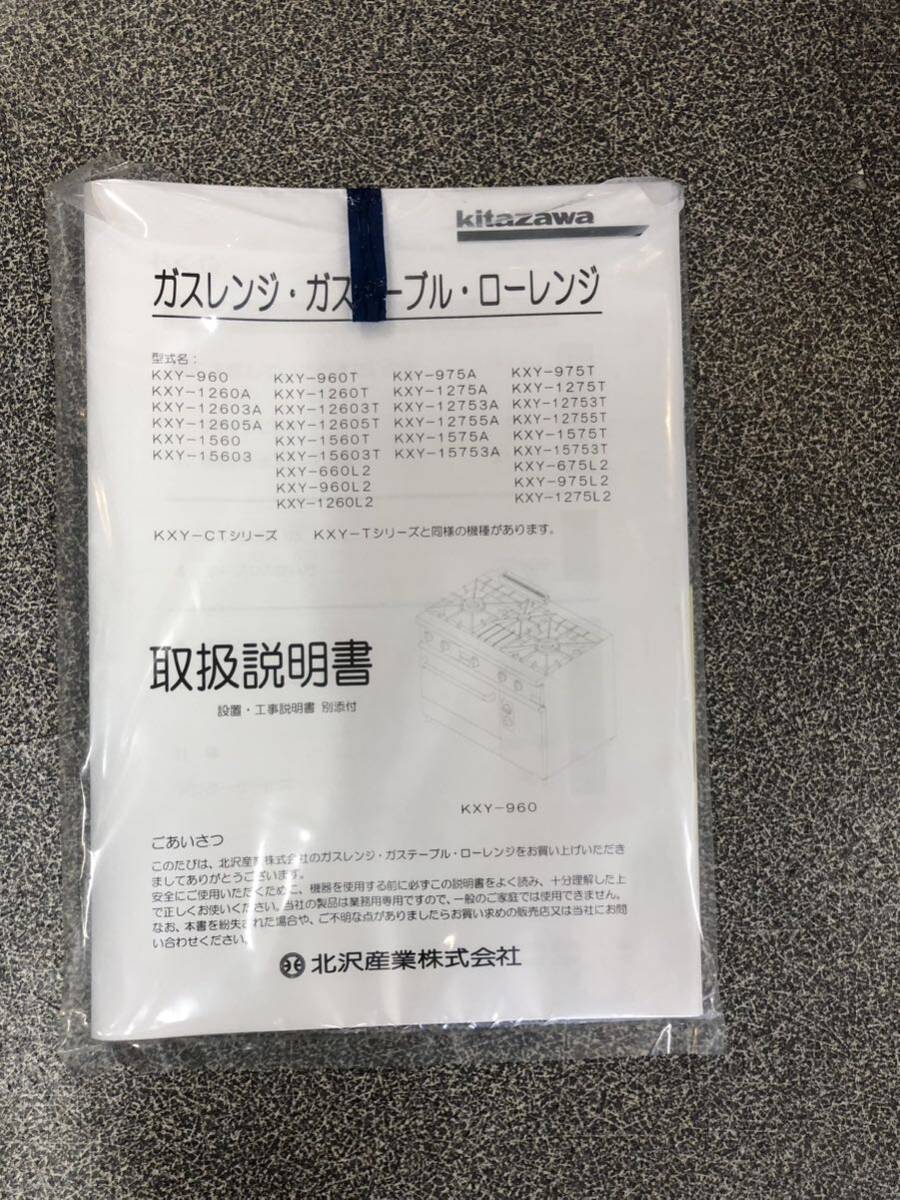 kitazawa
ガスレンジ・ガステーブル・ローレンジ
型式名：
KXY-960 KXY-960T KXY-975A KXY-975T
KXY-1260A KXY-1260T KXY-1275A KXY-1275T
KXY-12603A KXY-12603T KXY-12753A KXY-12753T
KXY-12605A KXY-12605T KXY-12755A KXY-12755T
KXY-1560 KXY-1560T KXY-1575A KXY-1575T
KXY-15603 KXY-15603T KXY-15753A KXY-15753T
KXY-660L2 KXY-675L2
KXY-960L2 KXY-975L2
KXY-1260L2 KXY-1275L2
KXY-CTシリーズ KXY-Tシリーズと同様の機種があります。
取扱説明書
設置・工事説明書 別添付
KXY-960
ごあいさつ
このたびは、北沢産業株式会社のガスレンジ・ガステーブル・ローレンジをお買い上げいただき
ましてありがとうございます。
安全にご使用いただくために、機器を使用する前に必ずこの説明書をよく読み、十分理解した上
で正しくお使いください。当社の製品は業務用専用ですので、一般のご家庭では使用できません。
なお、本書を紛失された場合や、ご不明な点がありましたらお買い求めの販売店又は当社にお問
い合わせください。
北沢産業株式会社